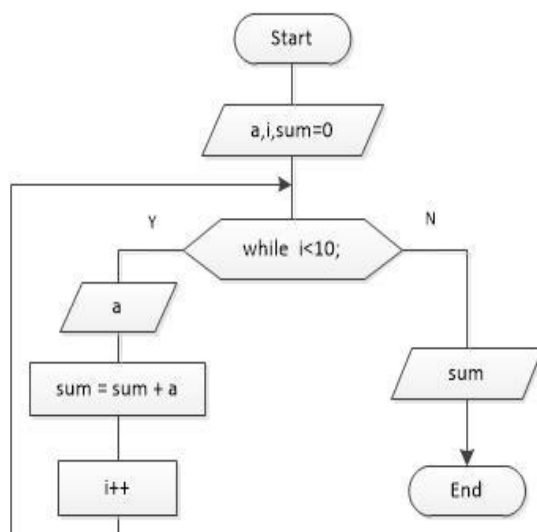 Start
a,i,sum=0
Y
N
while i<10;
a
sum = sum + a
sum
i++
End